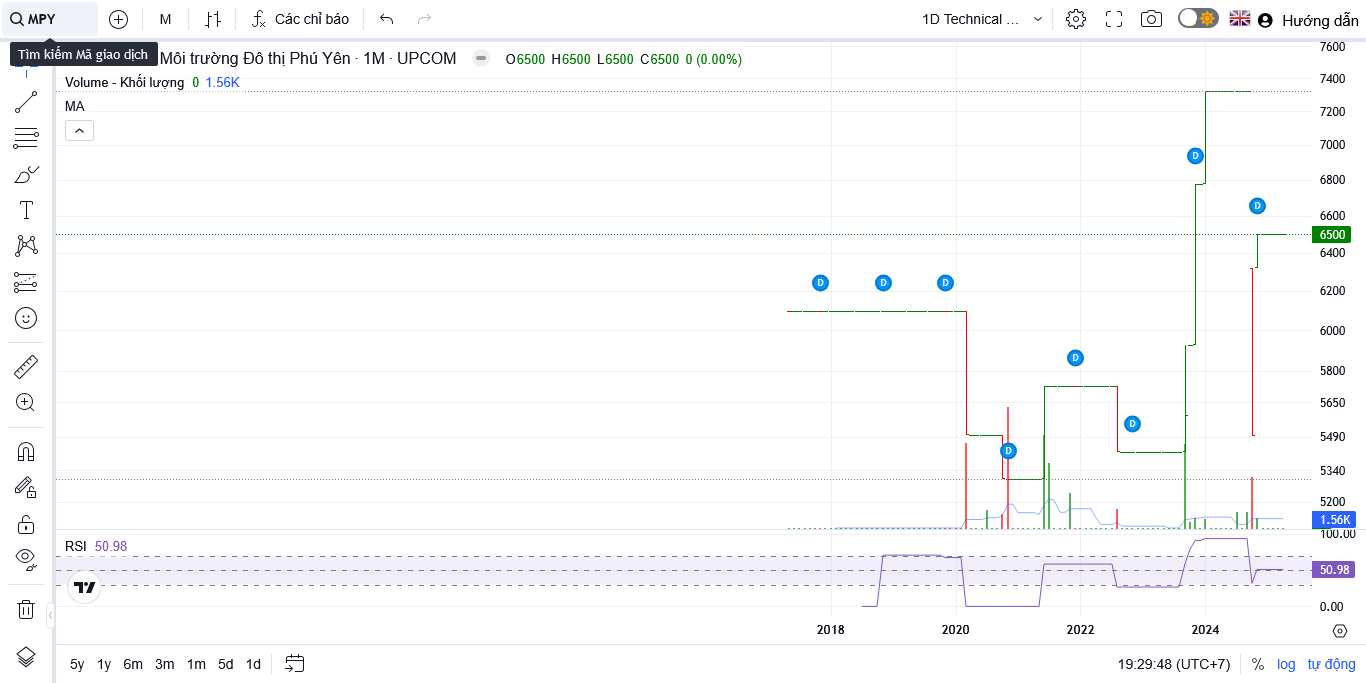 MPY
M
Các chỉ báo
1D Technical ...
Hướng dẫn
Tìm kiếm Mã giao dịch
Môi trường Đô thị Phú Yên · 1M · UPCOM
O6500 H6500 L6500 C6500 0 (0.00%)
Volume - Khối lượng 0 1.56K
MA
7600
7400
7200
7000
6800
6600
6500
6400
6200
6000
5800
5650
5490
5340
5200
1.56K
D
D
D
D
D
D
D
D
RSI 50.98
100.00
50.98
0.00
2018
2020
2022
2024
5y 1y 6m 3m 1m 5d 1d
19:29:48 (UTC+7)
% log tự động